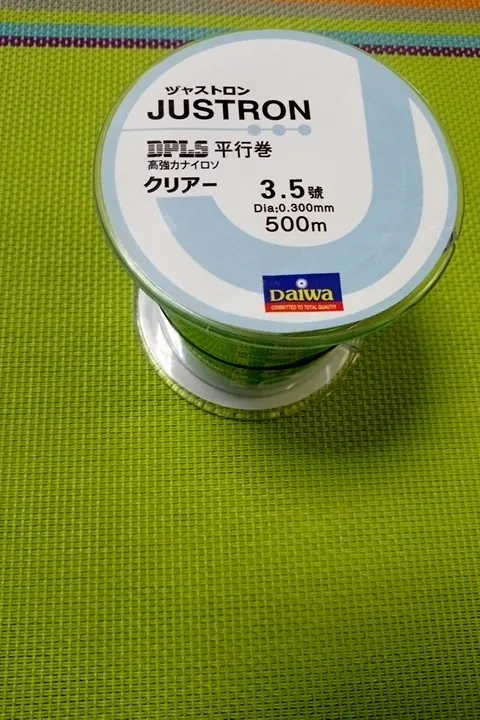 ヅャストロン
JUSTRON
DPLS 平行巻
高強カナイロソ
クリアー
3.5號
Dia:0.300mm
500m
Daiwa
COMMITTED TO TOTAL QUALITY